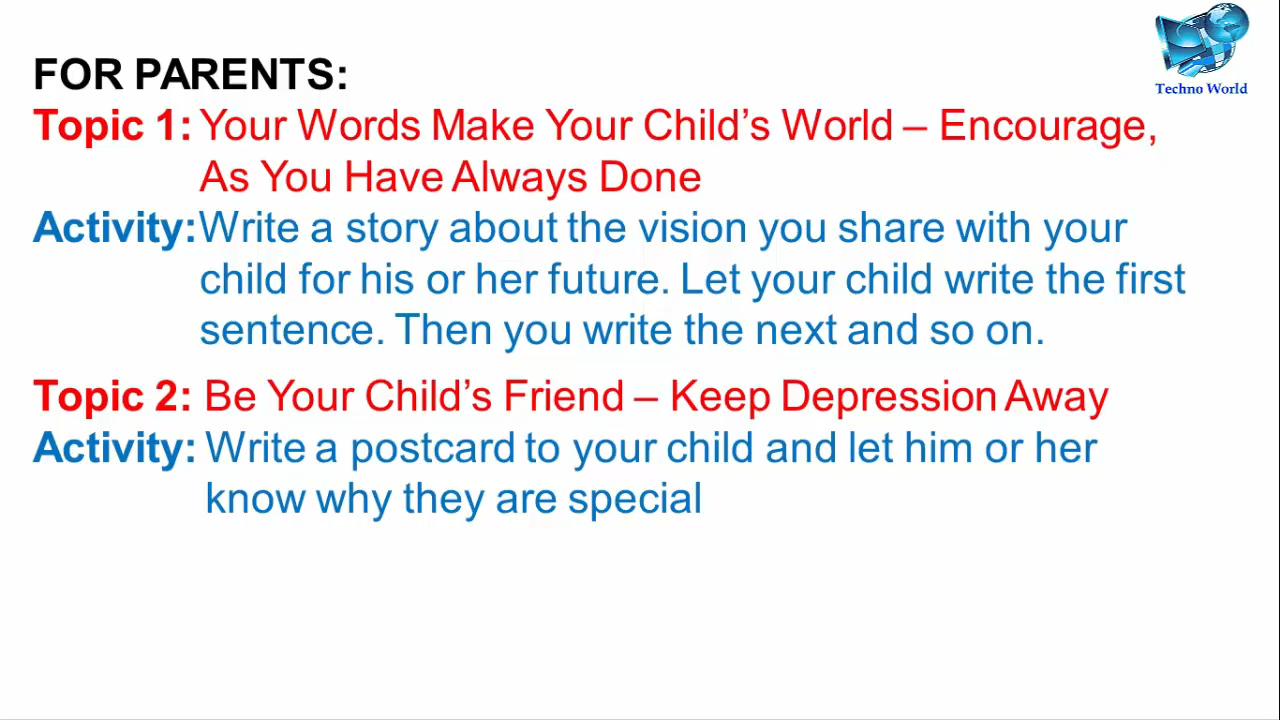 Techno World
FOR PARENTS:
Topic 1: Your Words Make Your Child’s World – Encourage,
As You Have Always Done
Activity: Write a story about the vision you share with your
child for his or her future. Let your child write the first
sentence. Then you write the next and so on.
Topic 2: Be Your Child’s Friend – Keep Depression Away
Activity: Write a postcard to your child and let him or her
know why they are special